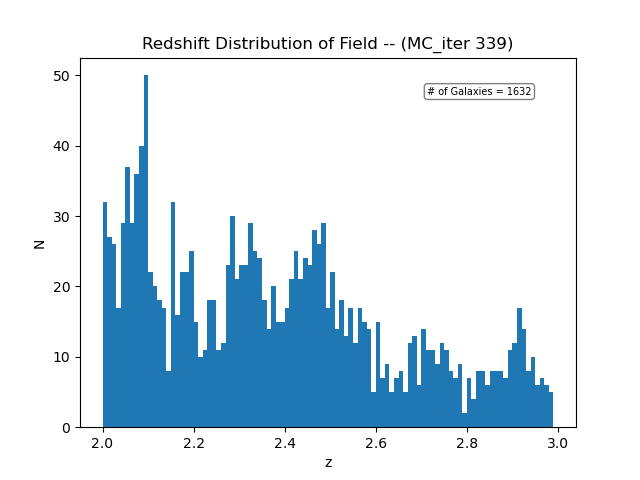 Redshift Distribution of Field -- (MC_iter 339)
# of Galaxies = 1632
50
40
30
20
10
0
N
2.0 2.2 2.4 2.6 2.8 3.0
z